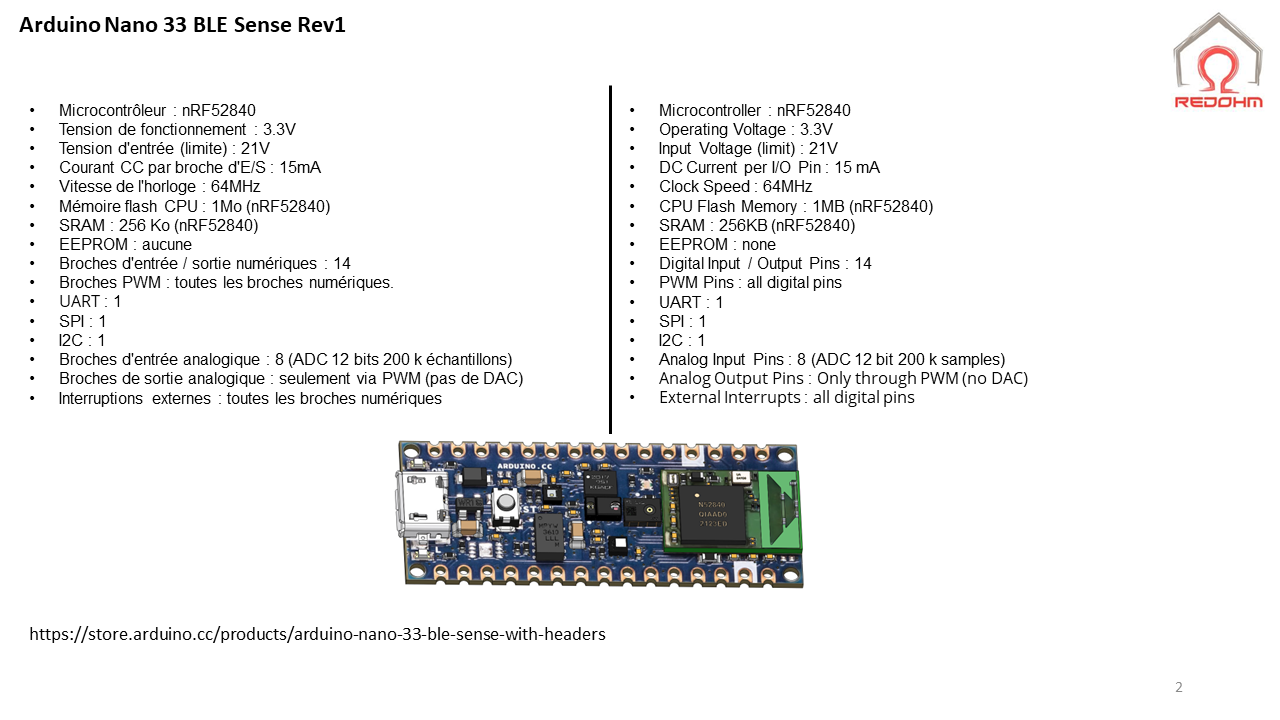 Arduino Nano 33 BLE Sense Rev1
REDOHM
• Microcontrôleur : nRF52840
• Tension de fonctionnement : 3.3V
• Tension d'entrée (limite) : 21V
• Courant CC par broche d'E/S : 15mA
• Vitesse de l'horloge : 64MHz
• Mémoire flash CPU : 1Mo (nRF52840)
• SRAM : 256 Ko (nRF52840)
• EEPROM : aucune
• Broches d'entrée / sortie numériques : 14
• Broches PWM : toutes les broches numériques.
• UART : 1
• SPI : 1
• I2C : 1
• Broches d'entrée analogique : 8 (ADC 12 bits 200 k échantillons)
• Broches de sortie analogique : seulement via PWM (pas de DAC)
• Interruptions externes : toutes les broches numériques
• Microcontroller : nRF52840
• Operating Voltage : 3.3V
• Input Voltage (limit) : 21V
• DC Current per I/O Pin : 15 mA
• Clock Speed : 64MHz
• CPU Flash Memory : 1MB (nRF52840)
• SRAM : 256KB (nRF52840)
• EEPROM : none
• Digital Input / Output Pins : 14
• PWM Pins : all digital pins
• UART : 1
• SPI : 1
• I2C : 1
• Analog Input Pins : 8 (ADC 12 bit 200 k samples)
• Analog Output Pins : Only through PWM (no DAC)
• External Interrupts : all digital pins
ARDUINO.CC
N52840
QIAAD0
https://store.arduino.cc/products/arduino-nano-33-ble-sense-with-headers
2